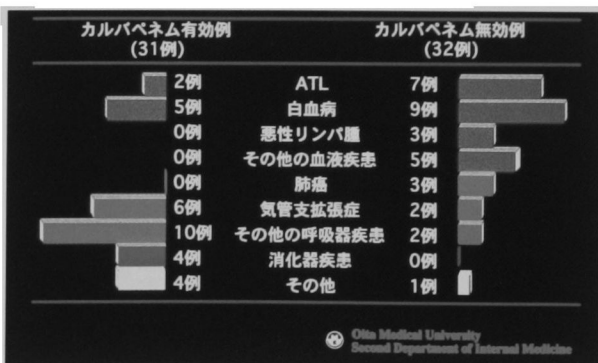 カルバペネム有効例 カルバペネム無効例
(31例) (32例)
2例 ATL 7例
5例 白血病 9例
0例 悪性リンパ腫 3例
0例 その他の血液疾患 5例
0例 肺癌 3例
6例 気管支拡張症 2例
10例 その他の呼吸器疾患 2例
4例 消化器疾患 0例
4例 その他 1例
Oita Medical University
Second Department of Internal Medicine